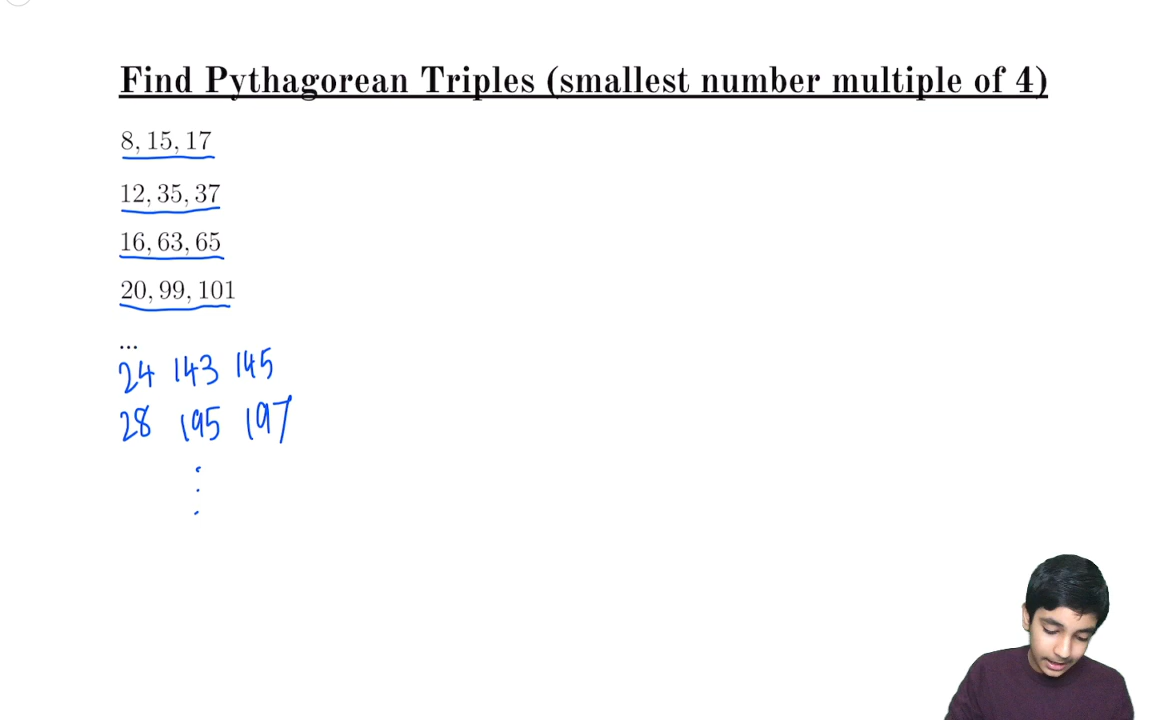 Find Pythagorean Triples (smallest number multiple of 4)
8, 15, 17
12, 35, 37
16, 63, 65
20, 99, 101
...
24 143 145
28 195 197
⋮